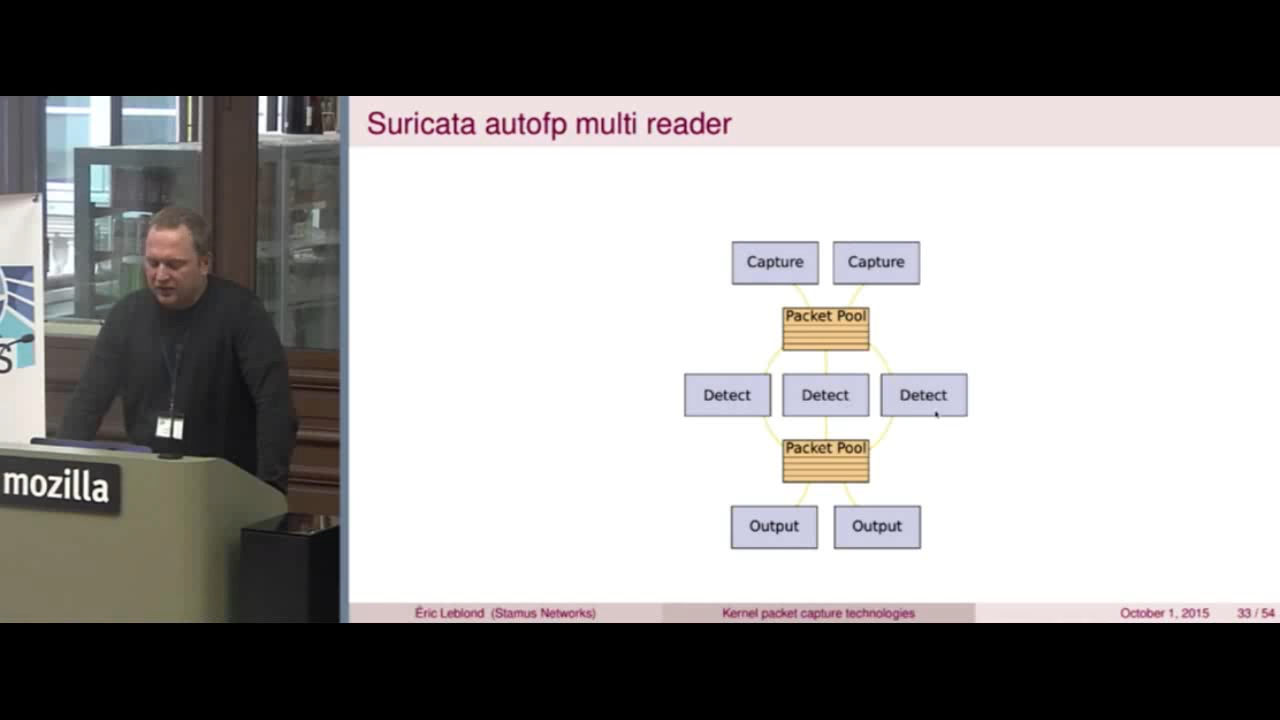 Suricata autofp multi reader
Capture
Capture
Packet Pool
Detect
Detect
Detect
Packet Pool
Output
Output
S
mozilla
Éric Leblond (Stamus Networks)
Kernel packet capture technologies
October 1, 2015
33 / 54